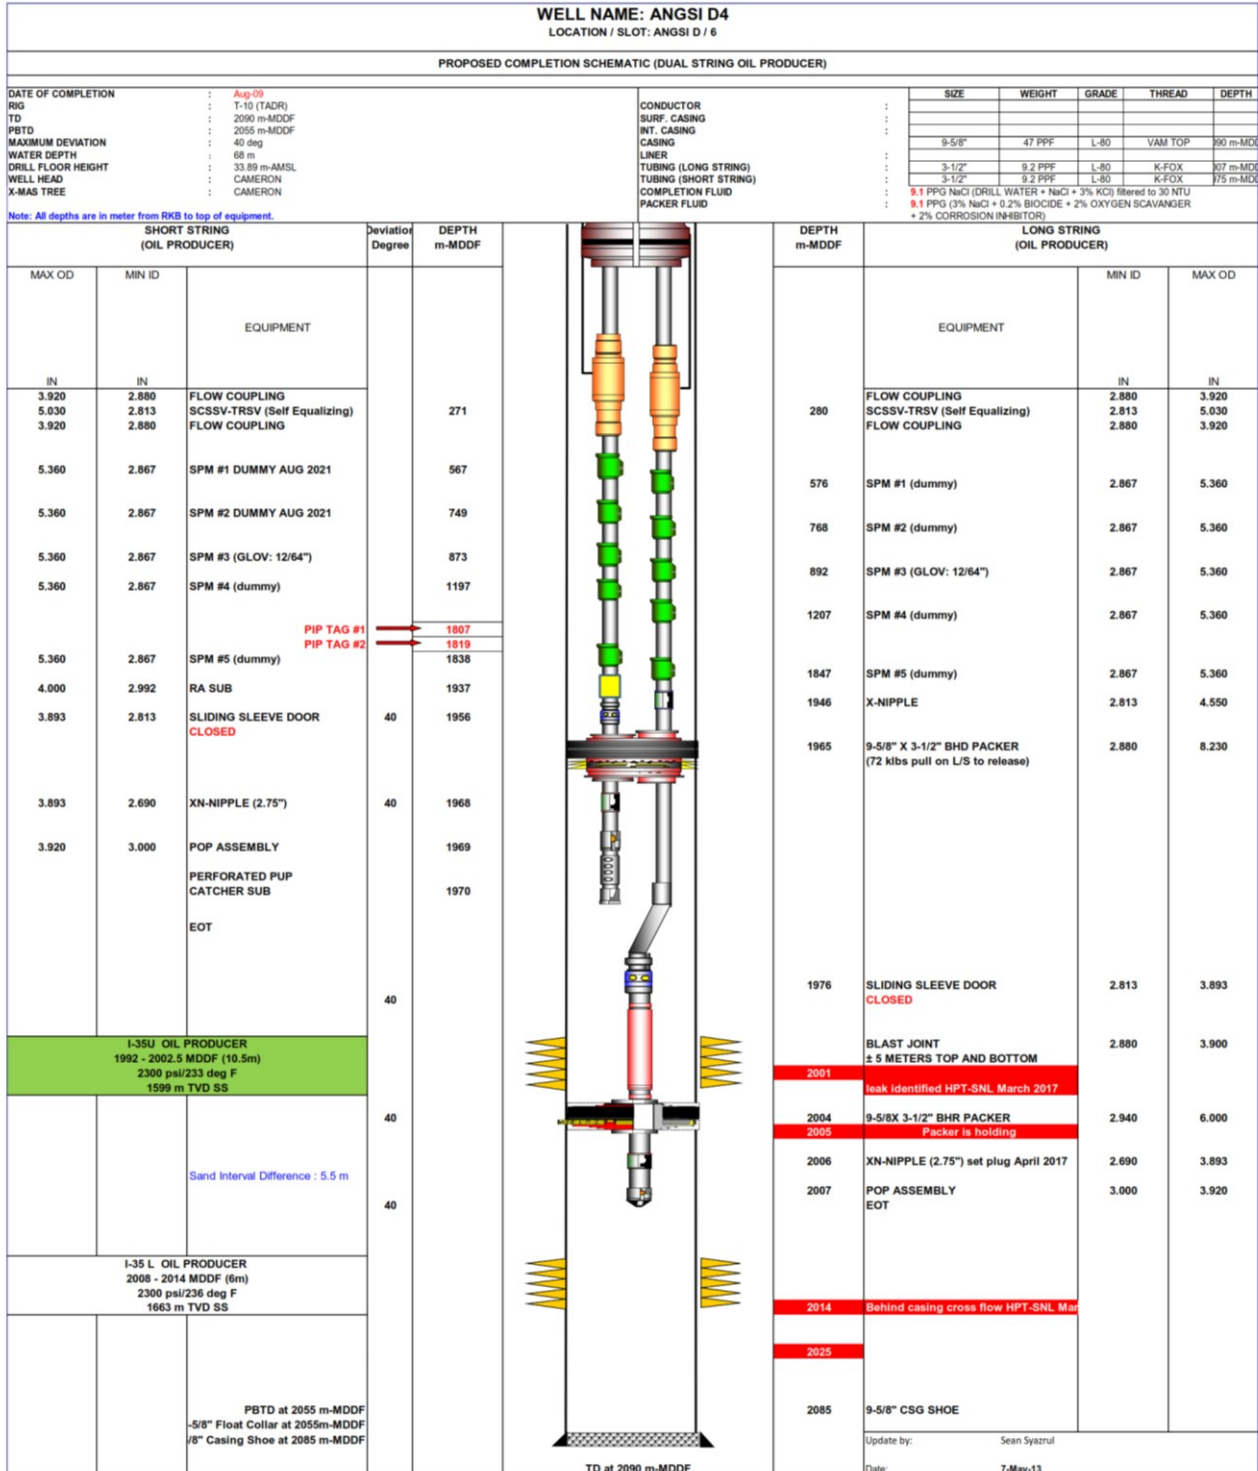 WELL NAME: ANGSI D4
LOCATION / SLOT: ANGSI D / 6
PROPOSED COMPLETION SCHEMATIC (DUAL STRING OIL PRODUCER)
DATE OF COMPLETION : Aug-09
RIG : T-10 (TADR)
TD : 2090 m-MDDF
PBTD : 2055 m-MDDF
MAXIMUM DEVIATION : 40 deg
WATER DEPTH : 68 m
DRILL FLOOR HEIGHT : 33.89 m-AMSL
WELL HEAD : CAMERON
X-MAS TREE : CAMERON
Note: All depths are in meter from RKB to top of equipment.
SIZE WEIGHT GRADE THREAD DEPTH
CONDUCTOR :
SURF. CASING :
INT. CASING :
CASING 9-5/8" 47 PPF L-80 VAM TOP 90 m-MDD
LINER :
TUBING (LONG STRING) : 3-1/2" 9.2 PPF L-80 K-FOX 07 m-MDD
TUBING (SHORT STRING) : 3-1/2" 9.2 PPF L-80 K-FOX 75 m-MDD
COMPLETION FLUID : 9.1 PPG NaCl (DRILL WATER + NaCl + 3% KCl) filtered to 30 NTU
PACKER FLUID : 9.1 PPG (3% NaCl + 0.2% BIOCIDE + 2% OXYGEN SCAVANGER
+ 2% CORROSION INHIBITOR)
SHORT STRING
(OIL PRODUCER)
Deviation
Degree
DEPTH
m-MDDF
MAX OD MIN ID
EQUIPMENT
IN IN
3.920 2.880 FLOW COUPLING
5.030 2.813 SCSSV-TRSV (Self Equalizing) 271
3.920 2.880 FLOW COUPLING
5.360 2.867 SPM #1 DUMMY AUG 2021 567
5.360 2.867 SPM #2 DUMMY AUG 2021 749
5.360 2.867 SPM #3 (GLOV: 12/64") 873
5.360 2.867 SPM #4 (dummy) 1197
PIP TAG #1 1807
PIP TAG #2 1819
5.360 2.867 SPM #5 (dummy) 1838
4.000 2.992 RA SUB 1937
3.893 2.813 SLIDING SLEEVE DOOR 40 1956
CLOSED
3.893 2.690 XN-NIPPLE (2.75") 40 1968
3.920 3.000 POP ASSEMBLY 1969
PERFORATED PUP
CATCHER SUB 1970
EOT
40
I-35U OIL PRODUCER
1992 - 2002.5 MDDF (10.5m)
2300 psi/233 deg F
1599 m TVD SS
40
Sand Interval Difference : 5.5 m
40
I-35 L OIL PRODUCER
2008 - 2014 MDDF (6m)
2300 psi/236 deg F
1663 m TVD SS
PBTD at 2055 m-MDDF
-5/8" Float Collar at 2055m-MDDF
/8" Casing Shoe at 2085 m-MDDF
TD at 2090 m-MDDF
DEPTH
m-MDDF
LONG STRING
(OIL PRODUCER)
MIN ID MAX OD
EQUIPMENT
IN IN
FLOW COUPLING 2.880 3.920
280 SCSSV-TRSV (Self Equalizing) 2.813 5.030
FLOW COUPLING 2.880 3.920
576 SPM #1 (dummy) 2.867 5.360
768 SPM #2 (dummy) 2.867 5.360
892 SPM #3 (GLOV: 12/64") 2.867 5.360
1207 SPM #4 (dummy) 2.867 5.360
1847 SPM #5 (dummy) 2.867 5.360
1946 X-NIPPLE 2.813 4.550
1965 9-5/8" X 3-1/2" BHD PACKER 2.880 8.230
(72 klbs pull on L/S to release)
1976 SLIDING SLEEVE DOOR 2.813 3.893
CLOSED
BLAST JOINT 2.880 3.900
± 5 METERS TOP AND BOTTOM
2001
leak identified HPT-SNL March 2017
2004 9-5/8X 3-1/2" BHR PACKER 2.940 6.000
2005 Packer is holding
2006 XN-NIPPLE (2.75") set plug April 2017 2.690 3.893
2007 POP ASSEMBLY 3.000 3.920
EOT
2014 Behind casing cross flow HPT-SNL Mar
2025
2085 9-5/8" CSG SHOE
Update by: Sean Syazrul
Date: 7-May-13